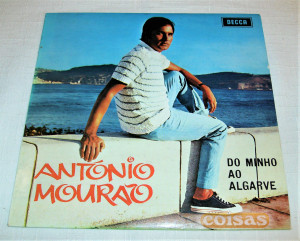 DECCA
ANTÓNIO
MOURÃO
DO MINHO
AO
ALGARVE
coisas